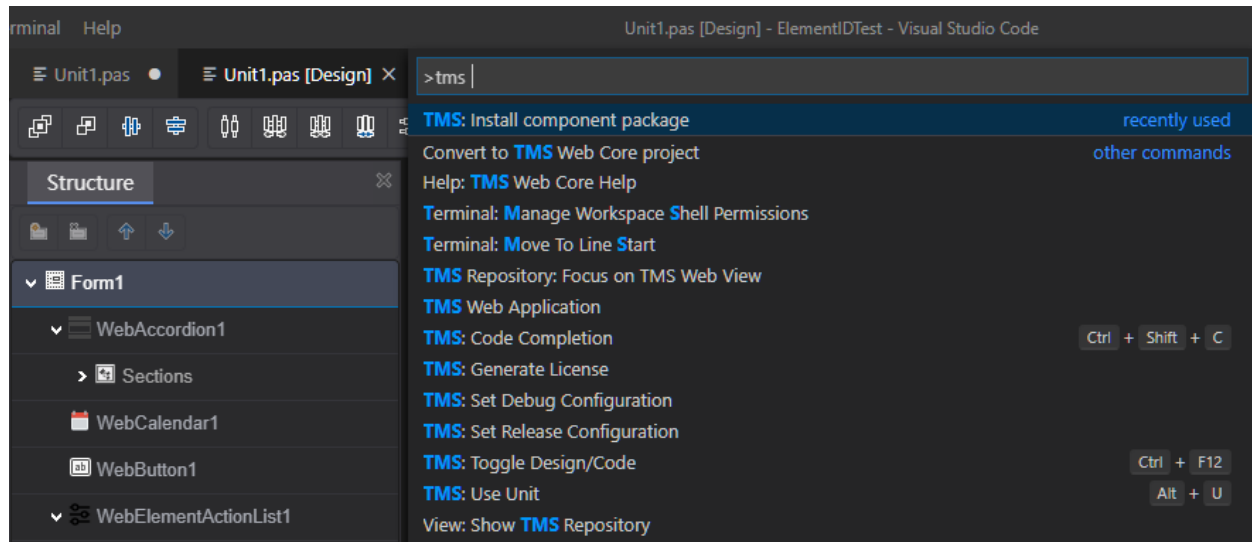 Help
Unit1.pas [Design] - ElementIDTest - Visual Studio Code
Unit1.pas
Unit1.pas [Design]
>tms
Structure
Form1
WebAccordion1
Sections
WebCalendar1
WebButton1
WebElementActionList1
TMS: Install component package recently used
Convert to TMS Web Core project other commands
Help: TMS Web Core Help
Terminal: Manage Workspace Shell Permissions
Terminal: Move To Line Start
TMS Repository: Focus on TMS Web View
TMS Web Application
TMS: Code Completion Ctrl + Shift + C
TMS: Generate License
TMS: Set Debug Configuration
TMS: Set Release Configuration
TMS: Toggle Design/Code Ctrl + F12
TMS: Use Unit Alt + U
View: Show TMS Repository